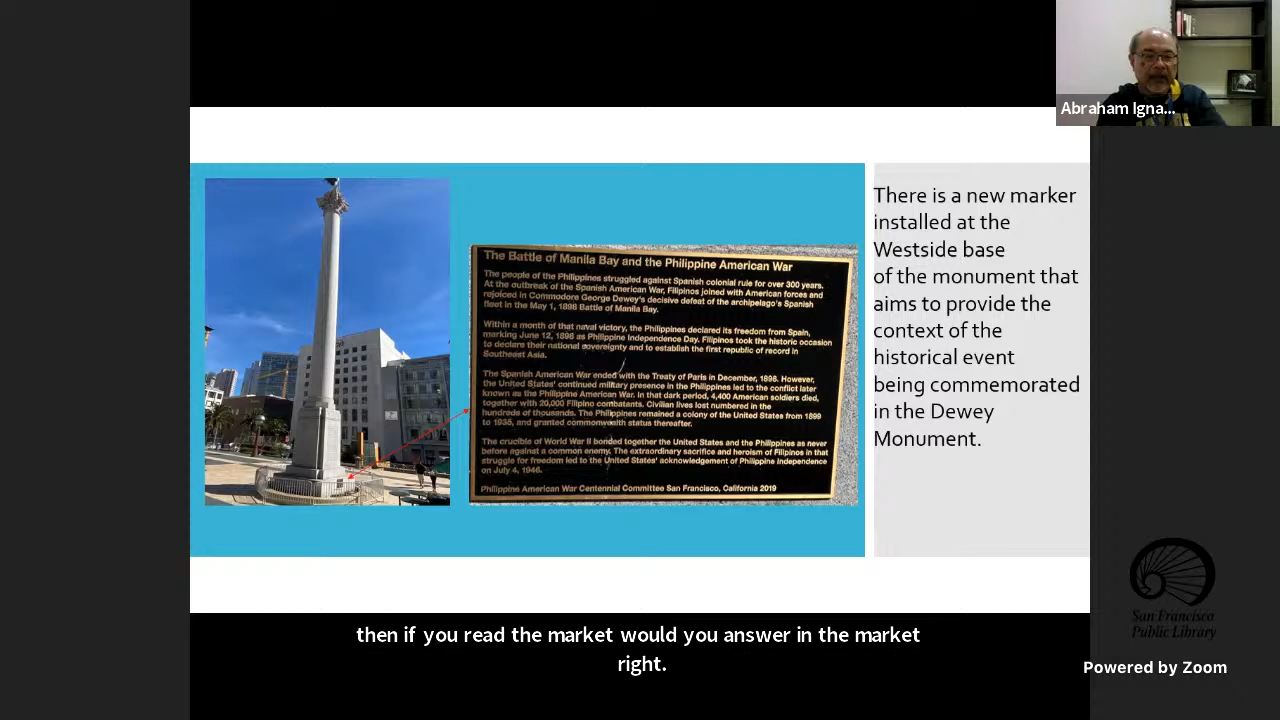 Abraham Igna...
The Battle of Manila Bay and the Philippine American War
The people of the Philippines struggled against Spanish colonial rule for over 300 years.
At the outbreak of the Spanish American War, Filipinos joined with American forces and
rejoiced in Commodore George Dewey's decisive defeat of the archipelago's Spanish
fleet in the May 1, 1898 Battle of Manila Bay.
Within a month of that naval victory, the Philippines declared its freedom from Spain,
marking June 12, 1898 as Philippine Independence Day. Filipinos took the historic occasion
to declare their national sovereignty and to establish the first republic of record in
Southeast Asia.
The Spanish American War ended with the Treaty of Paris in December, 1898. However,
the United States' continued military presence in the Philippines led to the conflict later
known as the Philippine American War. In that dark period, 4,400 American soldiers died,
together with 20,000 Filipino combatants. Civilian lives lost numbered in the
hundreds of thousands. The Philippines remained a colony of the United States from 1899
to 1935, and granted commonwealth status thereafter.
The crucible of World War II bonded together the United States and the Philippines as never
before against a common enemy. The extraordinary sacrifice and heroism of Filipinos in that
struggle for freedom led to the United States' acknowledgement of Philippine Independence
on July 4, 1946.
Philippine American War Centennial Committee San Francisco, California 2019
There is a new marker
installed at the
Westside base
of the monument that
aims to provide the
context of the
historical event
being commemorated
in the Dewey
Monument.
San Francisco
Public Library
then if you read the market would you answer in the market
right.
Powered by Zoom